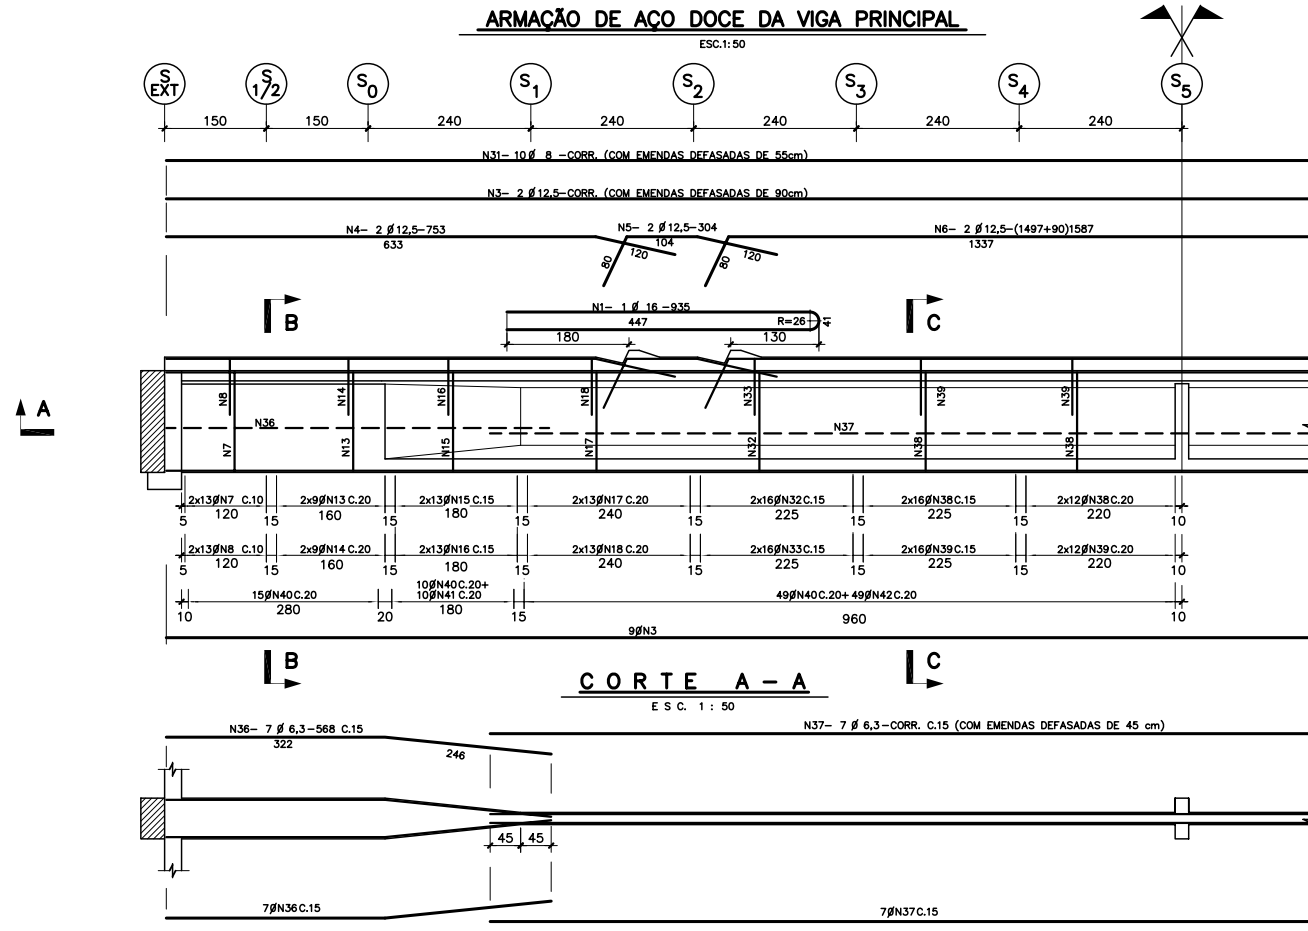 ARMAÇÃO DE AÇO DOCE DA VIGA PRINCIPAL
ESC.1:50
S EXT
S 1/2
S0
S1
S2
S3
S4
S5
150 150 240 240 240 240 240
N31- 10Ø 8 -CORR. (COM EMENDAS DEFASADAS DE 55cm)
N3- 2 Ø12,5-CORR. (COM EMENDAS DEFASADAS DE 90cm)
N4- 2 Ø12,5-753
633
N5- 2 Ø12,5-304
104
N6- 2 Ø12,5-(1497+90)1587
1337
80 120 80 120
B
C
N1- 1 Ø 16 -935
447
R=26
41
180 130
A
N8 N14 N16 N18 N33 N39 N39
N36
N37
N7 N13 N15 N17 N32 N38 N38
2x13ØN7 C.10 2x9ØN13 C.20 2x13ØN15 C.15 2x13ØN17 C.20 2x16ØN32 C.15 2x16ØN38 C.15 2x12ØN38 C.20
5 120 15 160 15 180 15 240 15 225 15 225 15 220 10
2x13ØN8 C.10 2x9ØN14 C.20 2x13ØN16 C.15 2x13ØN18 C.20 2x16ØN33 C.15 2x16ØN39 C.15 2x12ØN39 C.20
5 120 15 160 15 180 15 240 15 225 15 225 15 220 10
15ØN40 C.20
10ØN40 C.20+
10ØN41 C.20
49ØN40 C.20+ 49ØN42 C.20
10 280 20 180 15 960 10
9ØN3
B
C
CORTE A-A
ESC. 1:50
N36- 7 Ø 6,3-568 C.15
322
246
N37- 7 Ø 6,3-CORR. C.15 (COM EMENDAS DEFASADAS DE 45 cm)
45 45
7ØN36 C.15
7ØN37 C.15